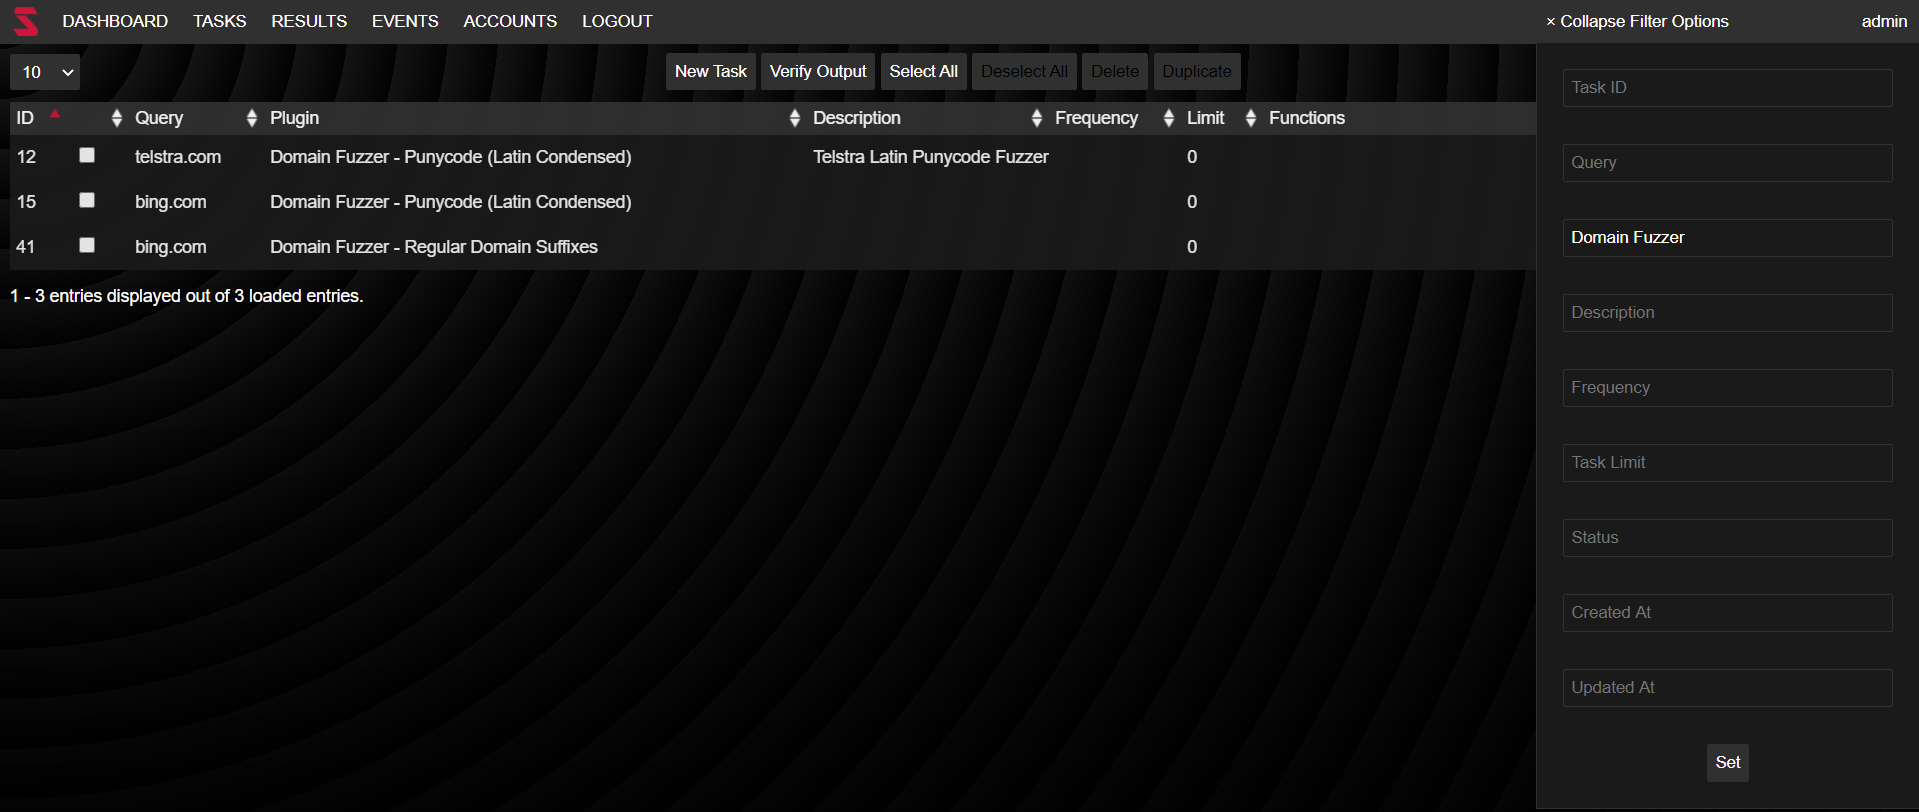 DASHBOARD TASKS RESULTS EVENTS ACCOUNTS LOGOUT × Collapse Filter Options admin
10 New Task Verify Output Select All Deselect All Delete Duplicate
ID Query Plugin Description Frequency Limit Functions
12 telstra.com Domain Fuzzer - Punycode (Latin Condensed) Telstra Latin Punycode Fuzzer 0
15 bing.com Domain Fuzzer - Punycode (Latin Condensed) 0
41 bing.com Domain Fuzzer - Regular Domain Suffixes 0
1 - 3 entries displayed out of 3 loaded entries.
Task ID
Query
Domain Fuzzer
Description
Frequency
Task Limit
Status
Created At
Updated At
Set